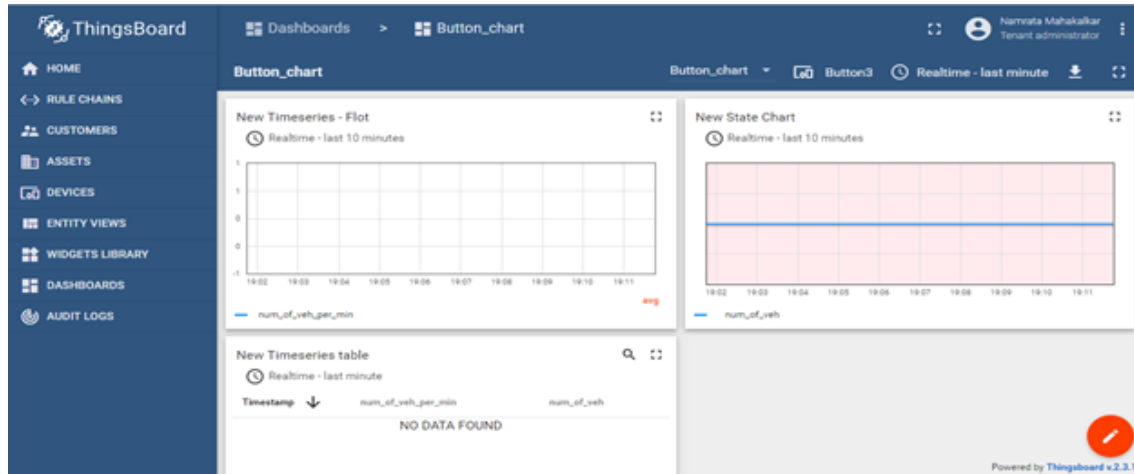 ThingsBoard
Dashboards > Button_chart
Namrata Mahakalkar
Tenant administrator
HOME
RULE CHAINS
CUSTOMERS
ASSETS
DEVICES
ENTITY VIEWS
WIDGETS LIBRARY
DASHBOARDS
AUDIT LOGS
Button_chart
Button_chart Button3 Realtime - last minute
New Timeseries - Flot
Realtime - last 10 minutes
1
1
0
0
-1
19:02 19:03 19:04 19:05 19:06 19:07 19:08 19:09 19:10 19:11
avg
num_of_veh_per_min
New State Chart
Realtime - last 10 minutes
19:02 19:03 19:04 19:05 19:06 19:07 19:08 19:09 19:10 19:11
num_of_veh
New Timeseries table
Realtime - last minute
Timestamp num_of_veh_per_min num_of_veh
NO DATA FOUND
Powered by Thingsboard v.2.3.